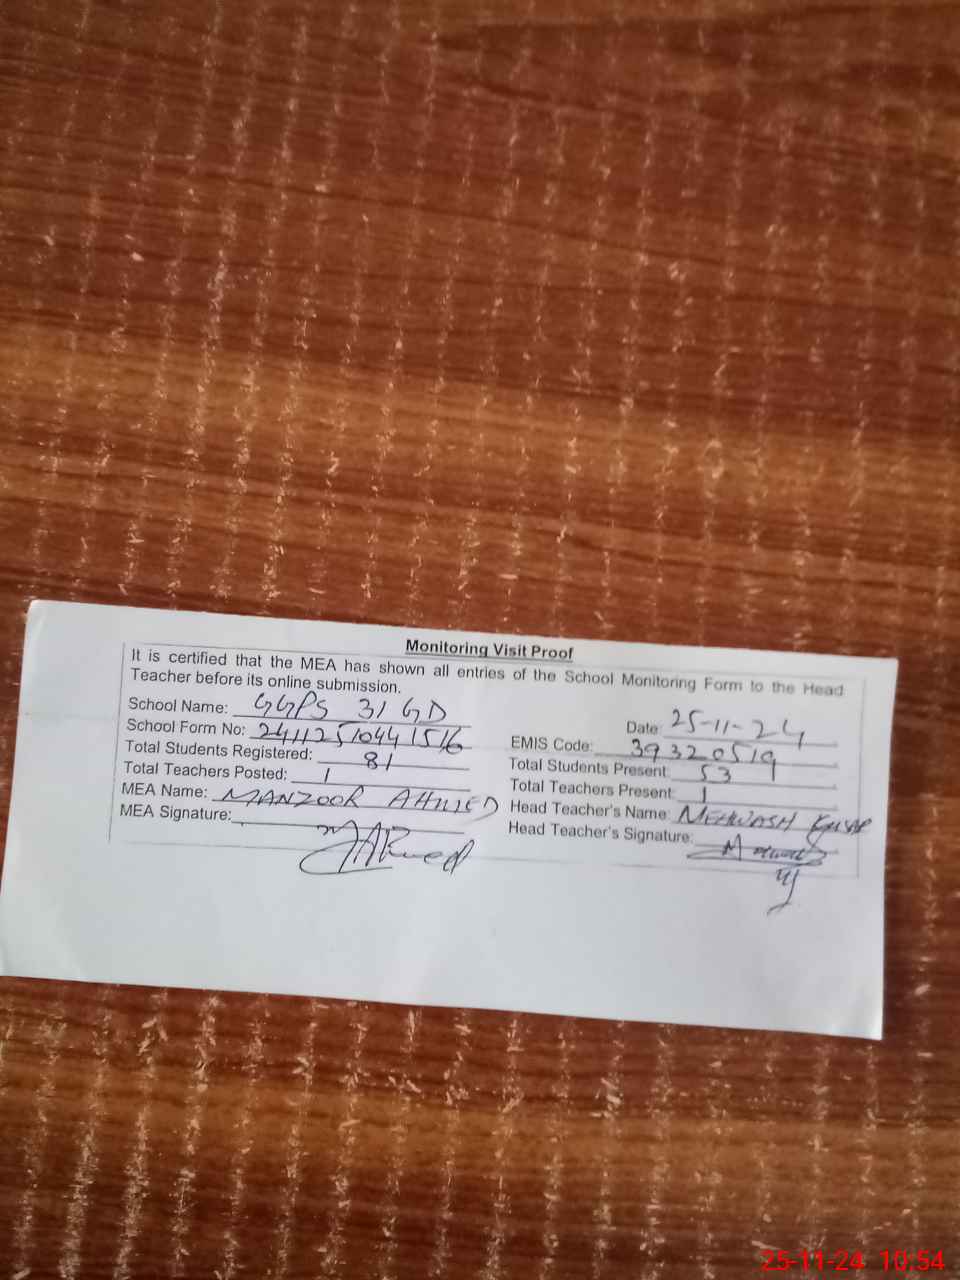 Monitoring Visit Proof
It is certified that the MEA has shown all entries of the School Monitoring Form to the Head
Teacher before its online submission.
School Name: GGPS 31 GD
Date: 25-11-24
School Form No: 24112510441516
EMIS Code: 39320519
Total Students Registered: 81
Total Students Present: 53
Total Teachers Posted: 1
Total Teachers Present: 1
MEA Name: MANZOOR AHMED
Head Teacher's Name: MEHWASH
MEA Signature:
Head Teacher's Signature:
25-11-24 10:54